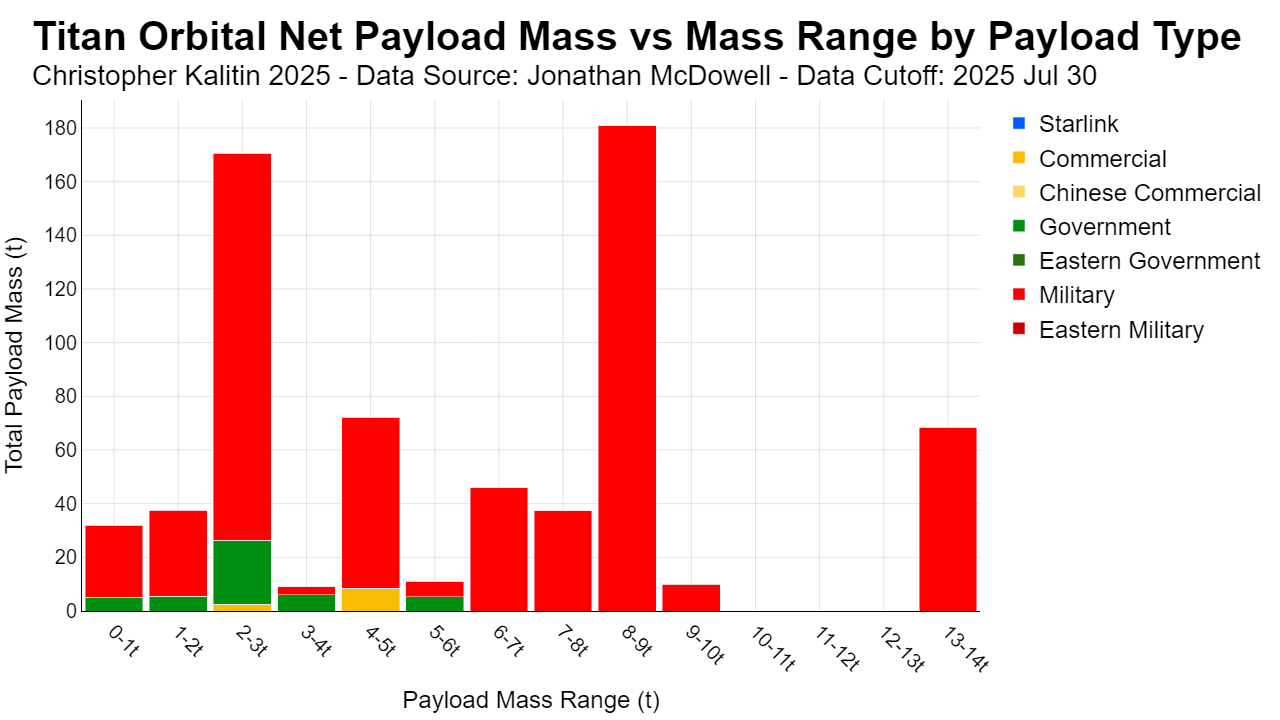 Titan Orbital Net Payload Mass vs Mass Range by Payload Type
Christopher Kalitin 2025 - Data Source: Jonathan McDowell - Data Cutoff: 2025 Jul 30
Total Payload Mass (t)
180
160
140
120
100
80
60
40
20
0
0-1t
1-2t
2-3t
3-4t
4-5t
5-6t
6-7t
7-8t
8-9t
9-10t
10-11t
11-12t
12-13t
13-14t
Payload Mass Range (t)
Starlink
Commercial
Chinese Commercial
Government
Eastern Government
Military
Eastern Military